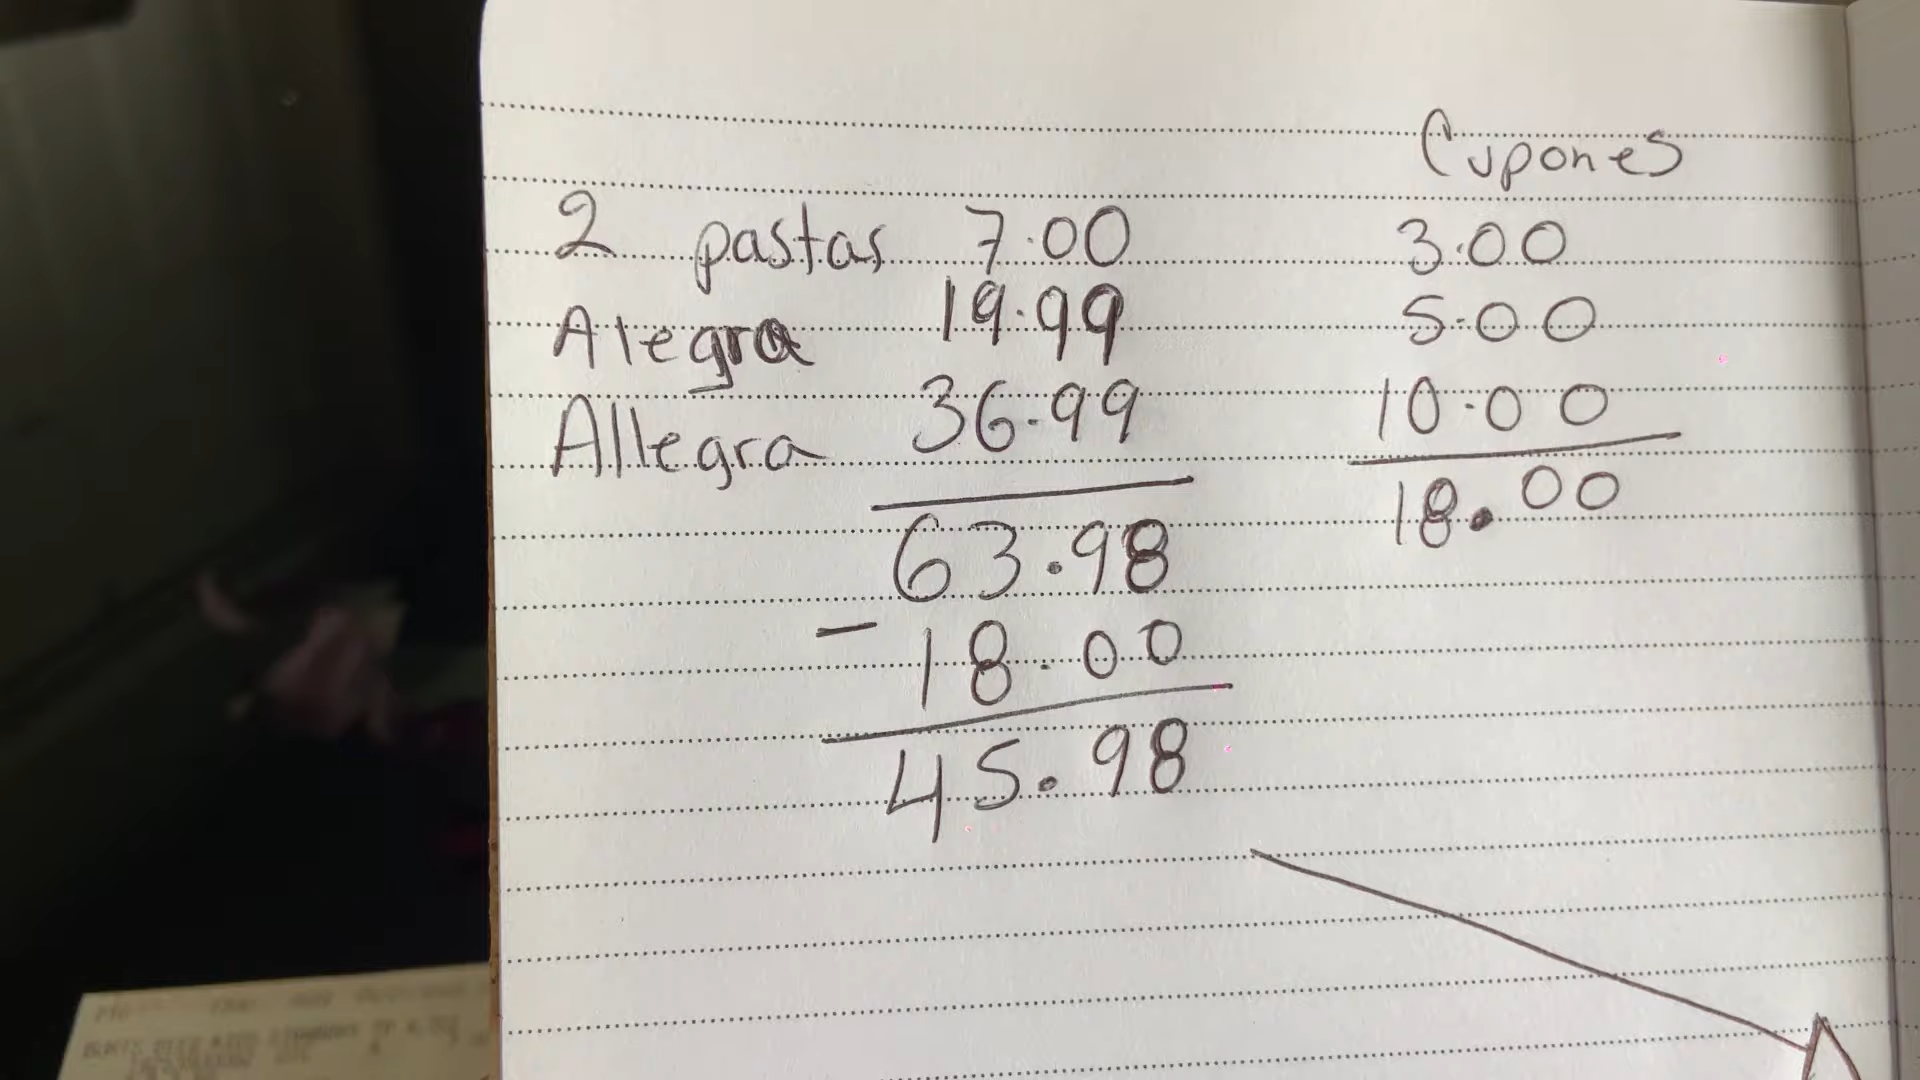 Cupones
2 pastas 7.00 3.00
Alegra 19.99 5.00
Allegra 36.99 10.00
63.98 18.00
- 18.00
45.98